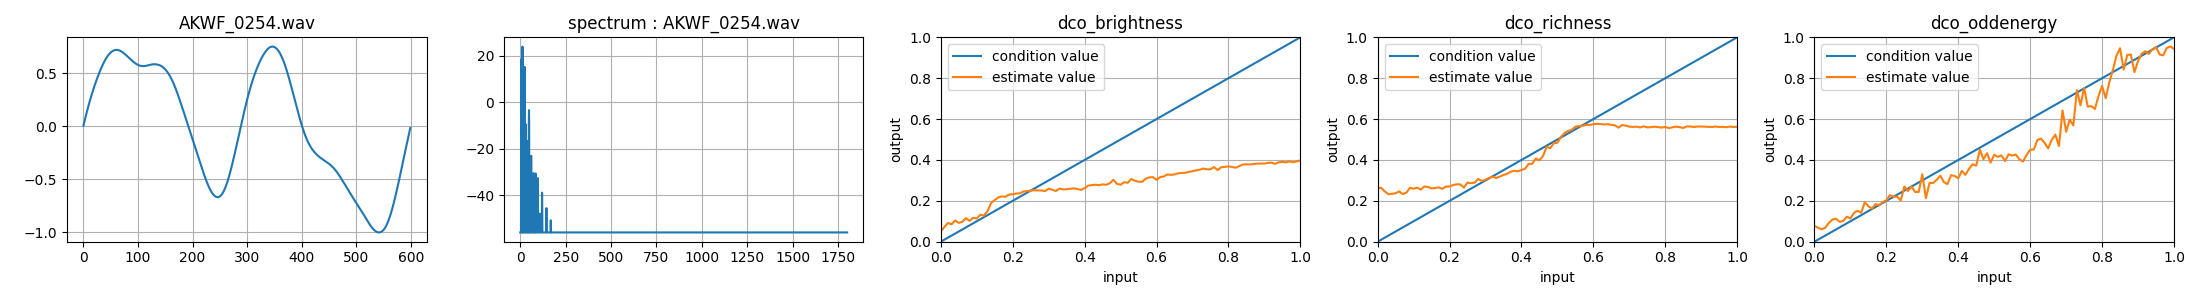 AKWF_0254.wav
0.5
0.0
−0.5
−1.0
0 100 200 300 400 500 600
spectrum : AKWF_0254.wav
20
0
−20
−40
0 250 500 750 1000 1250 1500 1750
dco_brightness
condition value
estimate value
output
1.0
0.8
0.6
0.4
0.2
0.0
0.0 0.2 0.4 0.6 0.8 1.0
input
dco_richness
condition value
estimate value
output
1.0
0.8
0.6
0.4
0.2
0.0
0.0 0.2 0.4 0.6 0.8 1.0
input
dco_oddenergy
condition value
estimate value
output
1.0
0.8
0.6
0.4
0.2
0.0
0.0 0.2 0.4 0.6 0.8 1.0
input